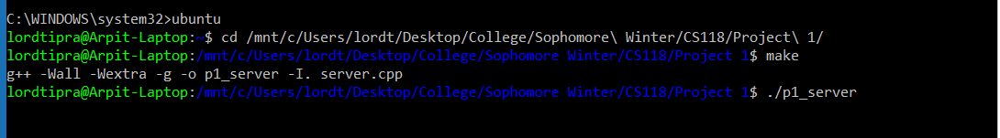 C:\WINDOWS\system32>ubuntu
lordtipra@Arpit-Laptop:~$ cd /mnt/c/Users/lordt/Desktop/College/Sophomore\ Winter/CS118/Project\ 1/
lordtipra@Arpit-Laptop:/mnt/c/Users/lordt/Desktop/College/Sophomore Winter/CS118/Project 1$ make
g++ -Wall -Wextra -g -o p1_server -I. server.cpp
lordtipra@Arpit-Laptop:/mnt/c/Users/lordt/Desktop/College/Sophomore Winter/CS118/Project 1$ ./p1_server